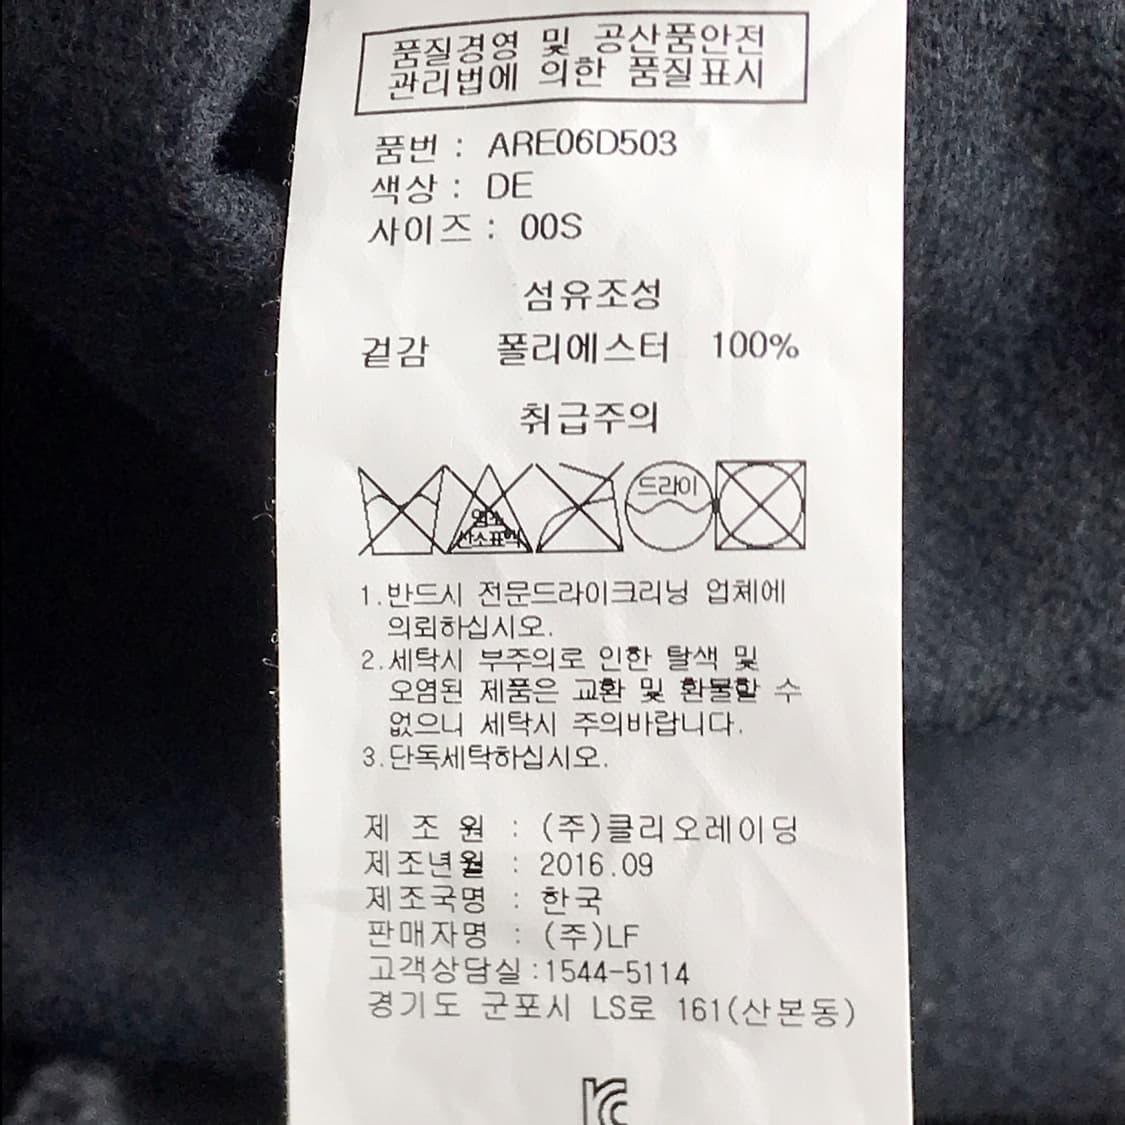 품질경영 및 공산품안전
관리법에 의한 품질표시
품번 : ARE06D503
색상 : DE
사이즈 : 00S
섬유조성
겉감 폴리에스터 100%
취급주의
염소
산소표백
드라이
1.반드시 전문드라이크리닝 업체에
의뢰하십시오.
2.세탁시 부주의로 인한 탈색 및
오염된 제품은 교환 및 환불할 수
없으니 세탁시 주의바랍니다.
3.단독세탁하십시오.
제 조 원 : (주)클리오레이딩
제조년월 : 2016.09
제조국명 : 한국
판매자명 : (주)LF
고객상담실:1544-5114
경기도 군포시 LS로 161(산본동)